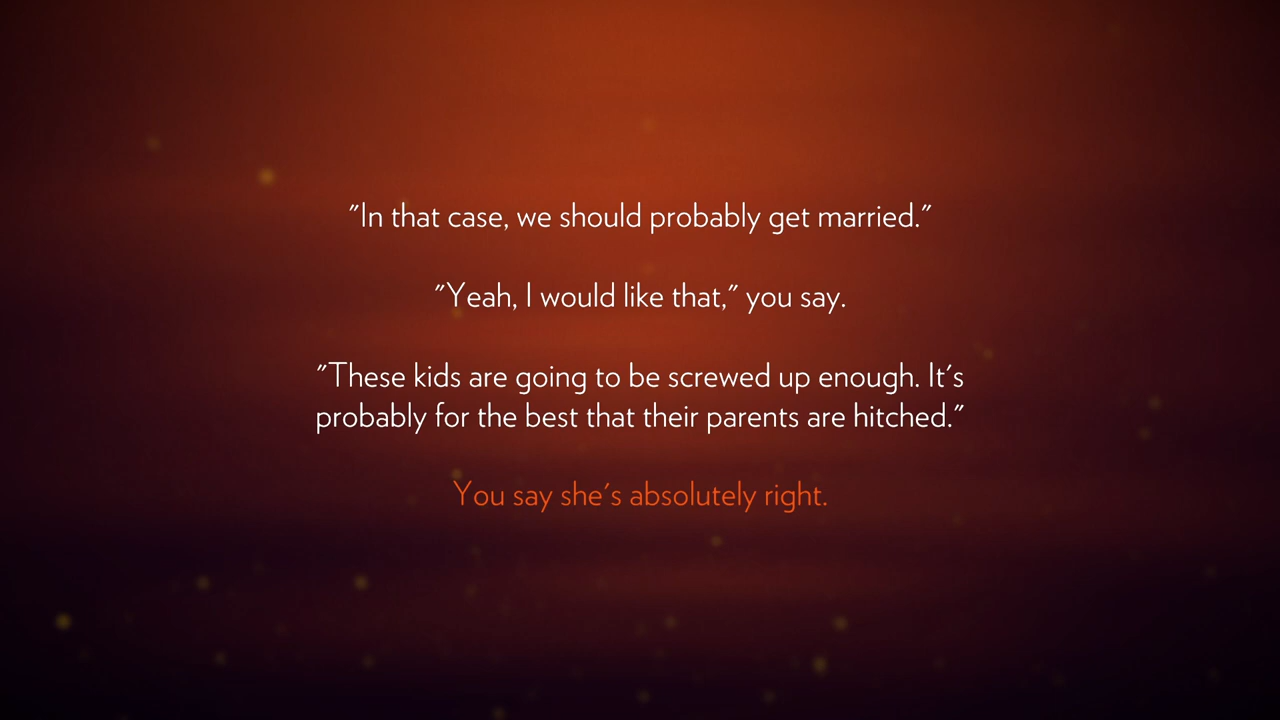 "In that case, we should probably get married."
"Yeah, I would like that," you say.
"These kids are going to be screwed up enough. It's
probably for the best that their parents are hitched."
You say she's absolutely right.